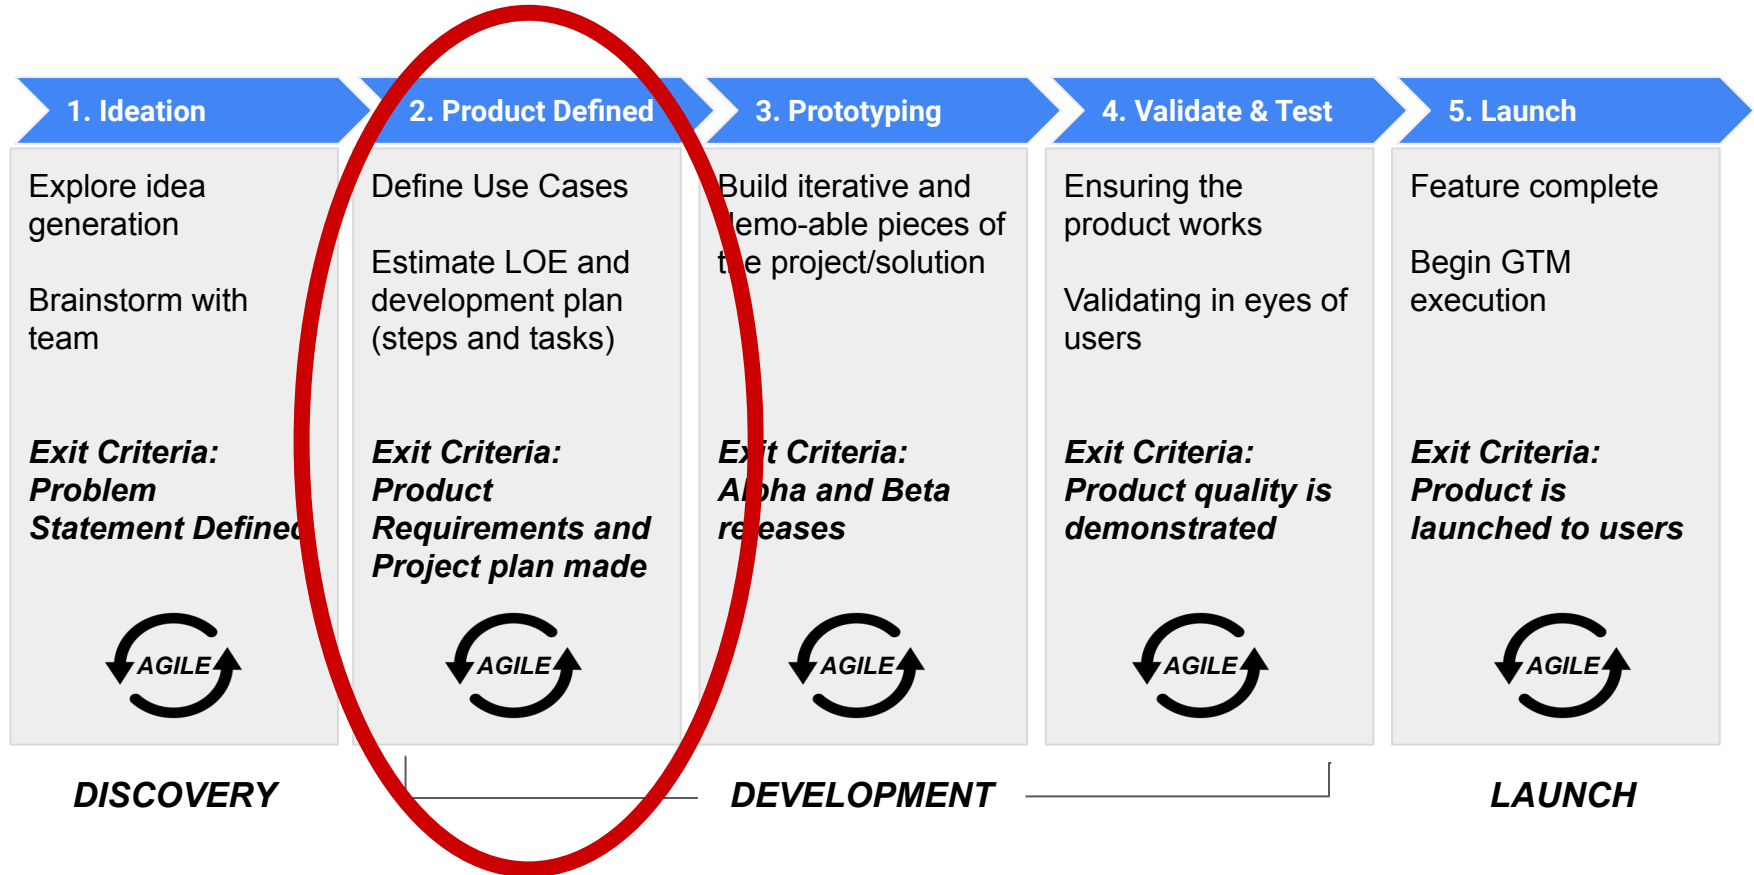 1. Ideation
Explore idea
generation
Brainstorm with
team
Exit Criteria:
Problem
Statement Defined
AGILE
2. Product Defined
Define Use Cases
Estimate LOE and
development plan
(steps and tasks)
Exit Criteria:
Product
Requirements and
Project plan made
AGILE
3. Prototyping
Build iterative and
demo-able pieces of
the project/solution
Exit Criteria:
Alpha and Beta
releases
AGILE
4. Validate & Test
Ensuring the
product works
Validating in eyes of
users
Exit Criteria:
Product quality is
demonstrated
AGILE
5. Launch
Feature complete
Begin GTM
execution
Exit Criteria:
Product is
launched to users
AGILE
DISCOVERY
DEVELOPMENT
LAUNCH